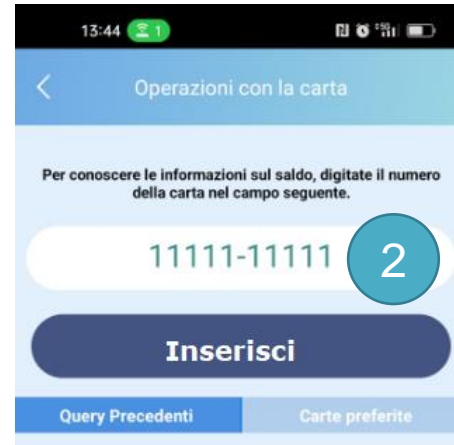 13:44 1
Operazioni con la carta
Per conoscere le informazioni sul saldo, digitate il numero
della carta nel campo seguente.
11111-11111 2
Inserisci
Query Precedenti Carte preferite